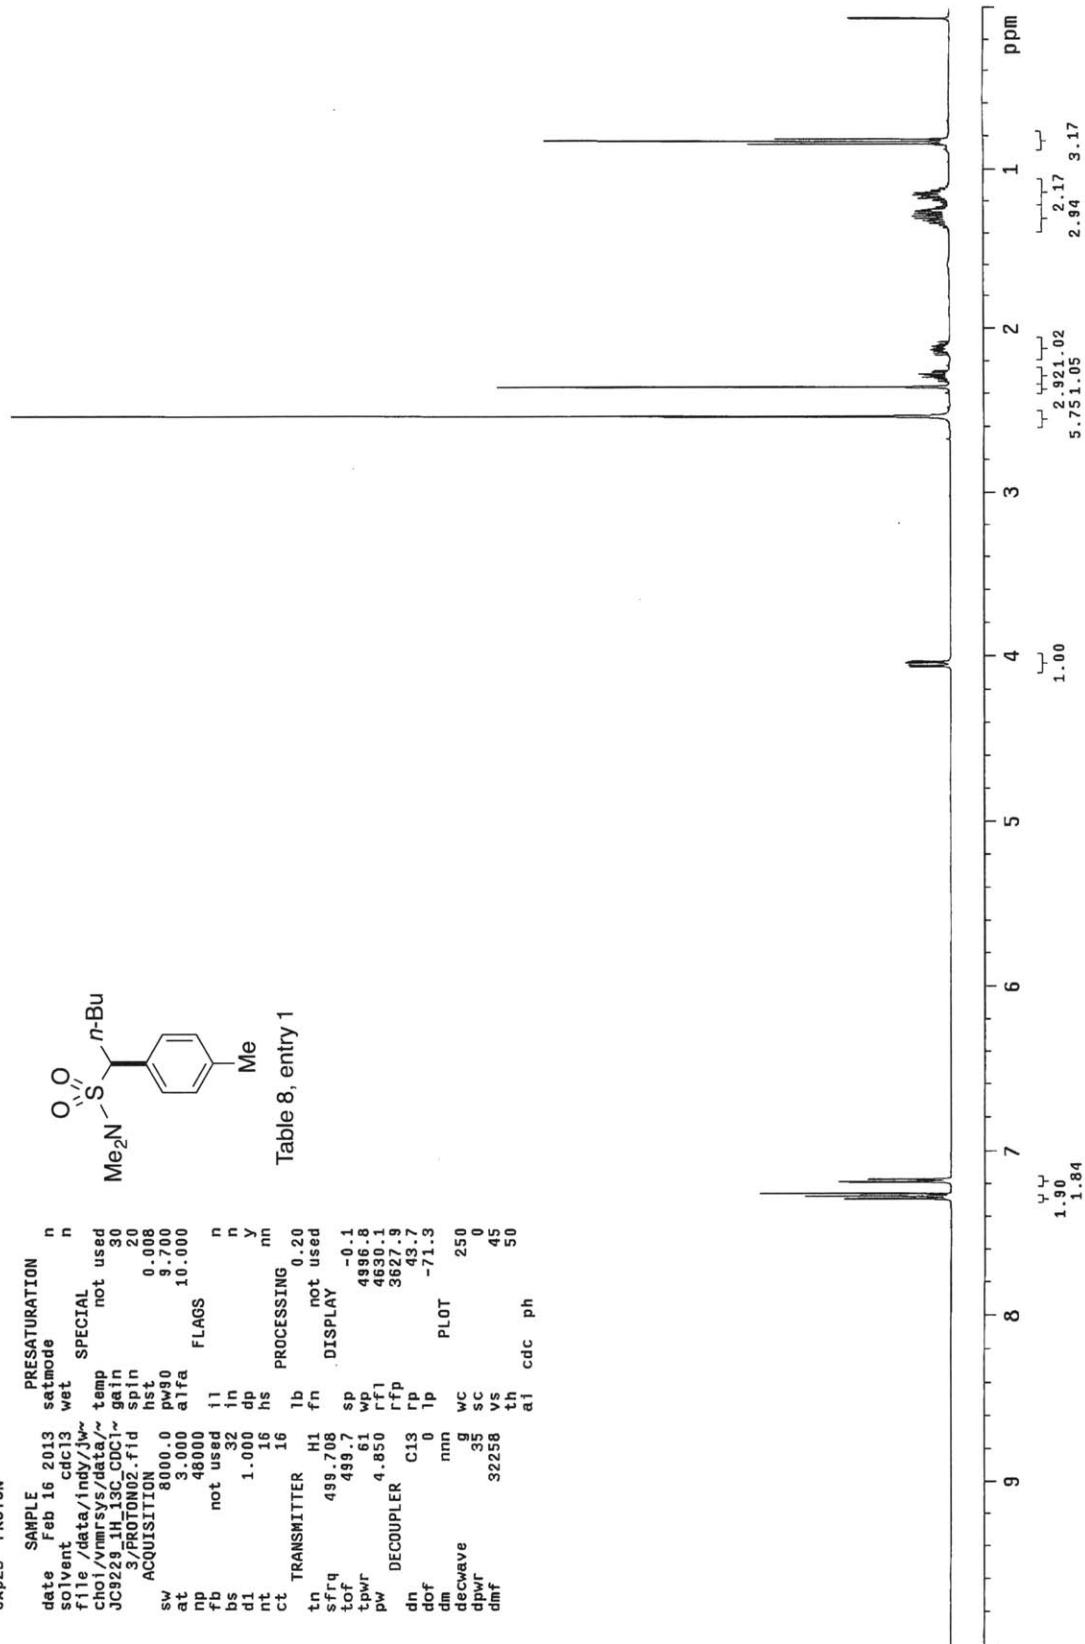 PROTON
SAMPLE PRESATURATION
date Feb 16 2013 satmode n
solvent cdcl3 wet n
file /data/indy/jw~ SPECIAL
choi/vnmrsys/data/~ temp not used
JC9229_1H_13C_CDCl~ gain 30
3/PROTON02.fid spin 20
ACQUISITION hst 0.008
sw 8000.0 pw90 9.700
at 3.000 alfa 10.000
np 48000 FLAGS
fb not used il n
bs 32 in n
d1 1.000 dp y
nt 16 hs nn
ct 16 PROCESSING
TRANSMITTER lb 0.20
tn H1 fn not used
sfrq 499.708 DISPLAY
tof 499.7 sp -0.1
tpwr 61 wp 4996.8
pw 4.850 rfl 4630.1
DECOUPLER rfp 3627.9
dn C13 rp 43.7
dof 0 lp -71.3
dm nnn PLOT
decwave g wc 250
dpwr 35 sc 0
dmf 32258 vs 45
th 50
ai cdc ph
O O
S
Me2N
n-Bu
Me
Table 8, entry 1
9 8 7 6 5 4 3 2 1 ppm
1.90 1.00 2.92 1.02 2.17 3.17
1.84 5.75 1.05 2.94